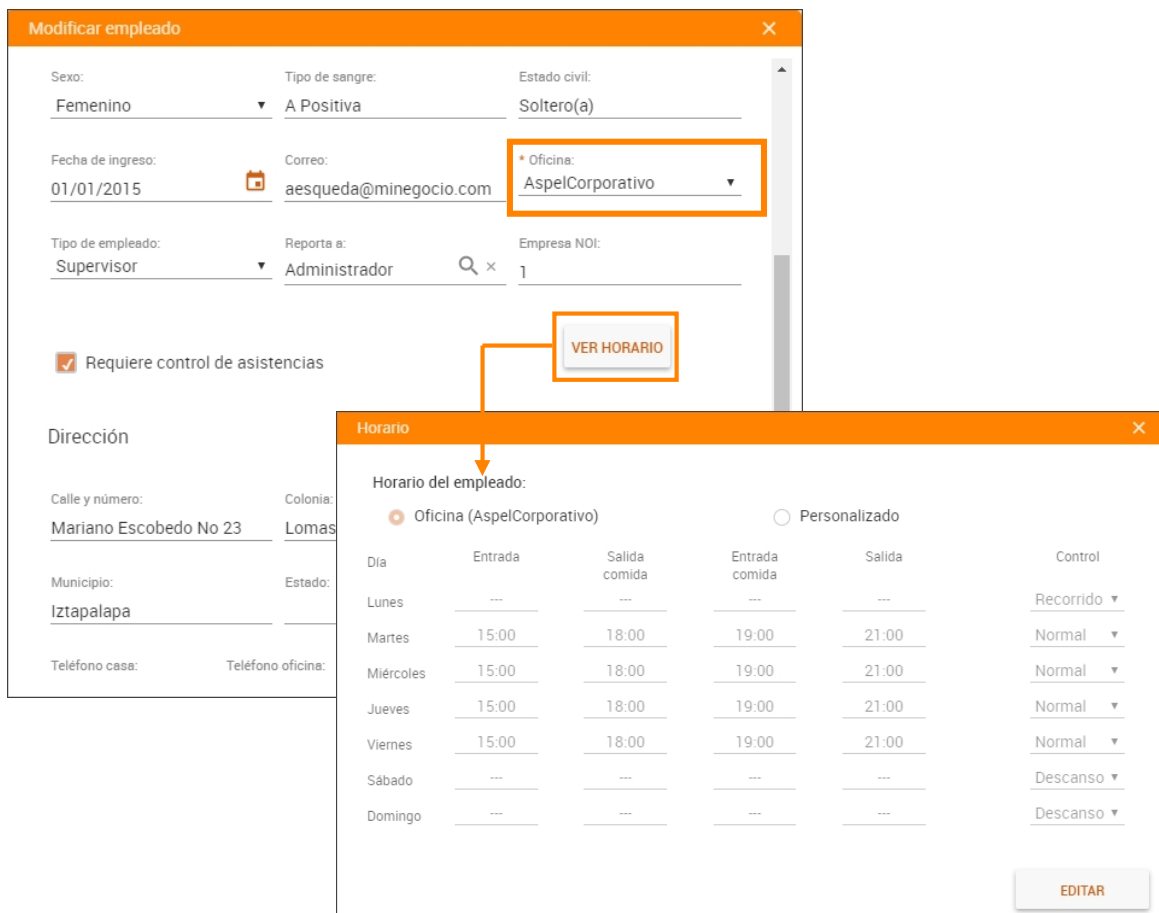 Modificar empleado
Sexo: Tipo de sangre: Estado civil:
Femenino A Positiva Soltero(a)
Fecha de ingreso: Correo: * Oficina:
01/01/2015 aesqueda@minegocio.com AspelCorporativo
Tipo de empleado: Reporta a: Empresa NOI:
Supervisor Administrador 1
Requiere control de asistencias VER HORARIO
Dirección
Calle y número: Colonia:
Mariano Escobedo No 23 Lomas
Municipio: Estado:
Iztapalapa
Teléfono casa: Teléfono oficina:
Horario
Horario del empleado:
Oficina (AspelCorporativo) Personalizado
Día Entrada Salida comida Entrada comida Salida Control
Lunes --- --- --- --- Recorrido
Martes 15:00 18:00 19:00 21:00 Normal
Miércoles 15:00 18:00 19:00 21:00 Normal
Jueves 15:00 18:00 19:00 21:00 Normal
Viernes 15:00 18:00 19:00 21:00 Normal
Sábado --- --- --- --- Descanso
Domingo --- --- --- --- Descanso
EDITAR